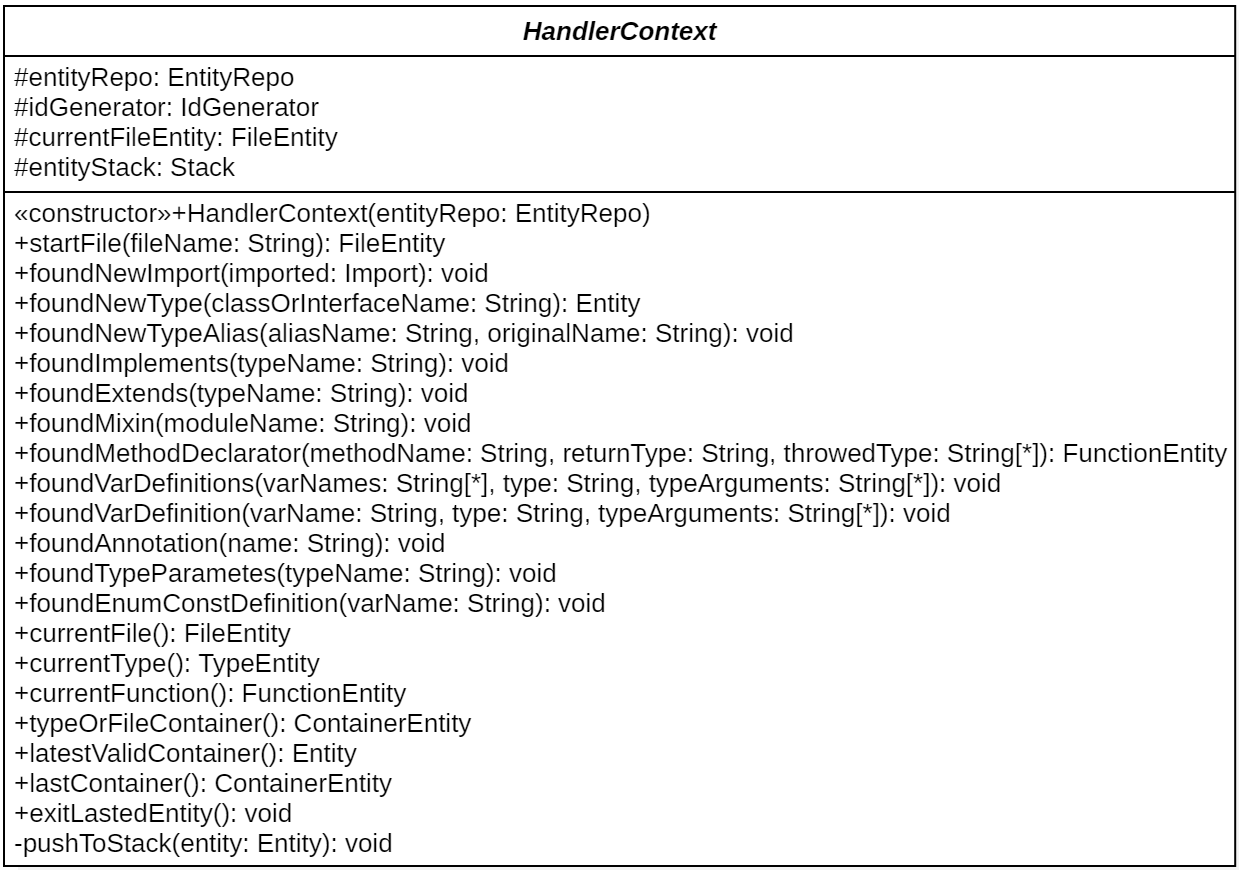 HandlerContext
#entityRepo: EntityRepo
#idGenerator: IdGenerator
#currentFileEntity: FileEntity
#entityStack: Stack
«constructor»+HandlerContext(entityRepo: EntityRepo)
+startFile(fileName: String): FileEntity
+foundNewImport(imported: Import): void
+foundNewType(classOrInterfaceName: String): Entity
+foundNewTypeAlias(aliasName: String, originalName: String): void
+foundImplements(typeName: String): void
+foundExtends(typeName: String): void
+foundMixin(moduleName: String): void
+foundMethodDeclarator(methodName: String, returnType: String, throwedType: String[*]): FunctionEntity
+foundVarDefinitions(varNames: String[*], type: String, typeArguments: String[*]): void
+foundVarDefinition(varName: String, type: String, typeArguments: String[*]): void
+foundAnnotation(name: String): void
+foundTypeParametes(typeName: String): void
+foundEnumConstDefinition(varName: String): void
+currentFile(): FileEntity
+currentType(): TypeEntity
+currentFunction(): FunctionEntity
+typeOrFileContainer(): ContainerEntity
+latestValidContainer(): Entity
+lastContainer(): ContainerEntity
+exitLastedEntity(): void
-pushToStack(entity: Entity): void